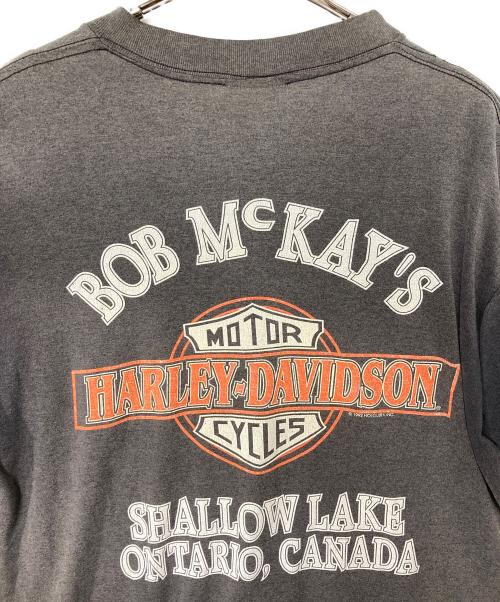 BOB McKAY'S
MOTOR
HARLEY-DAVIDSON
CYCLES
SHALLOW LAKE
ONTARIO, CANADA